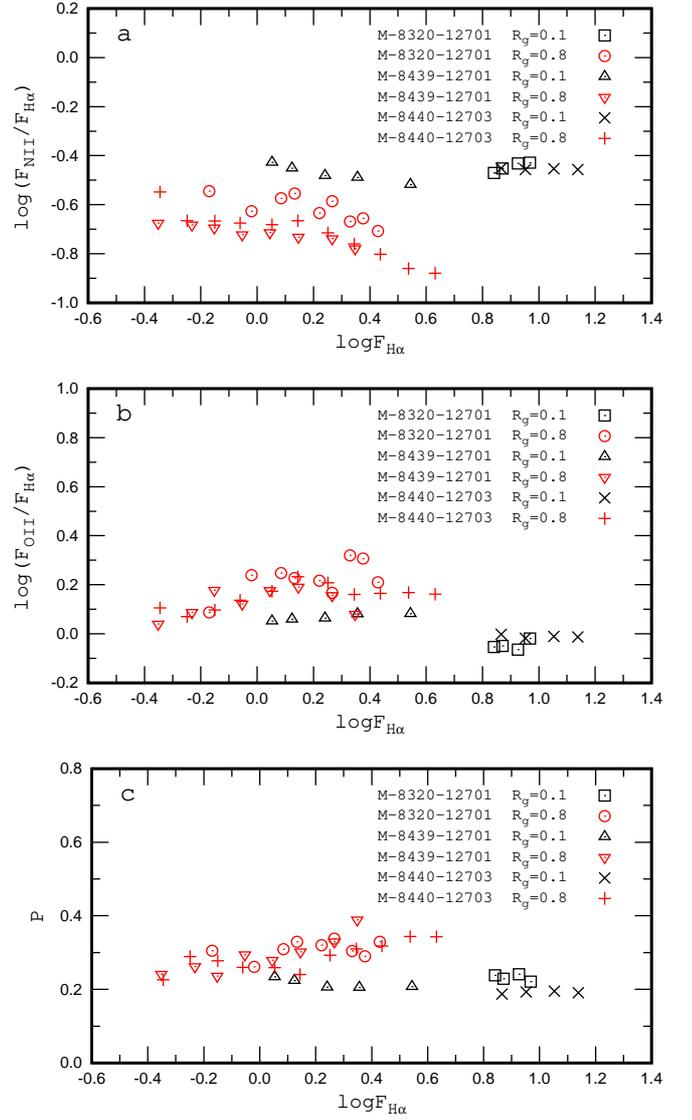 a
M-8320-12701 Rg=0.1
M-8320-12701 Rg=0.8
M-8439-12701 Rg=0.1
M-8439-12701 Rg=0.8
M-8440-12703 Rg=0.1
M-8440-12703 Rg=0.8
log(FNII/FHα)
0.2
0.0
-0.2
-0.4
-0.6
-0.8
-1.0
-0.6 -0.4 -0.2 0.0 0.2 0.4 0.6 0.8 1.0 1.2 1.4
logFHα
b
M-8320-12701 Rg=0.1
M-8320-12701 Rg=0.8
M-8439-12701 Rg=0.1
M-8439-12701 Rg=0.8
M-8440-12703 Rg=0.1
M-8440-12703 Rg=0.8
log(FOII/FHα)
1.0
0.8
0.6
0.4
0.2
0.0
-0.2
-0.6 -0.4 -0.2 0.0 0.2 0.4 0.6 0.8 1.0 1.2 1.4
logFHα
c
M-8320-12701 Rg=0.1
M-8320-12701 Rg=0.8
M-8439-12701 Rg=0.1
M-8439-12701 Rg=0.8
M-8440-12703 Rg=0.1
M-8440-12703 Rg=0.8
P
0.8
0.6
0.4
0.2
0.0
-0.6 -0.4 -0.2 0.0 0.2 0.4 0.6 0.8 1.0 1.2 1.4
logFHα